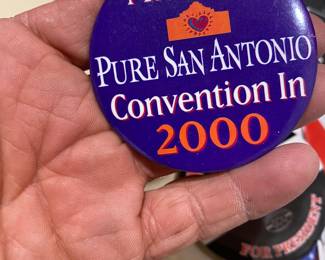 PURE SAN ANTONIO
Convention In
2000
FOR PRESIDENT